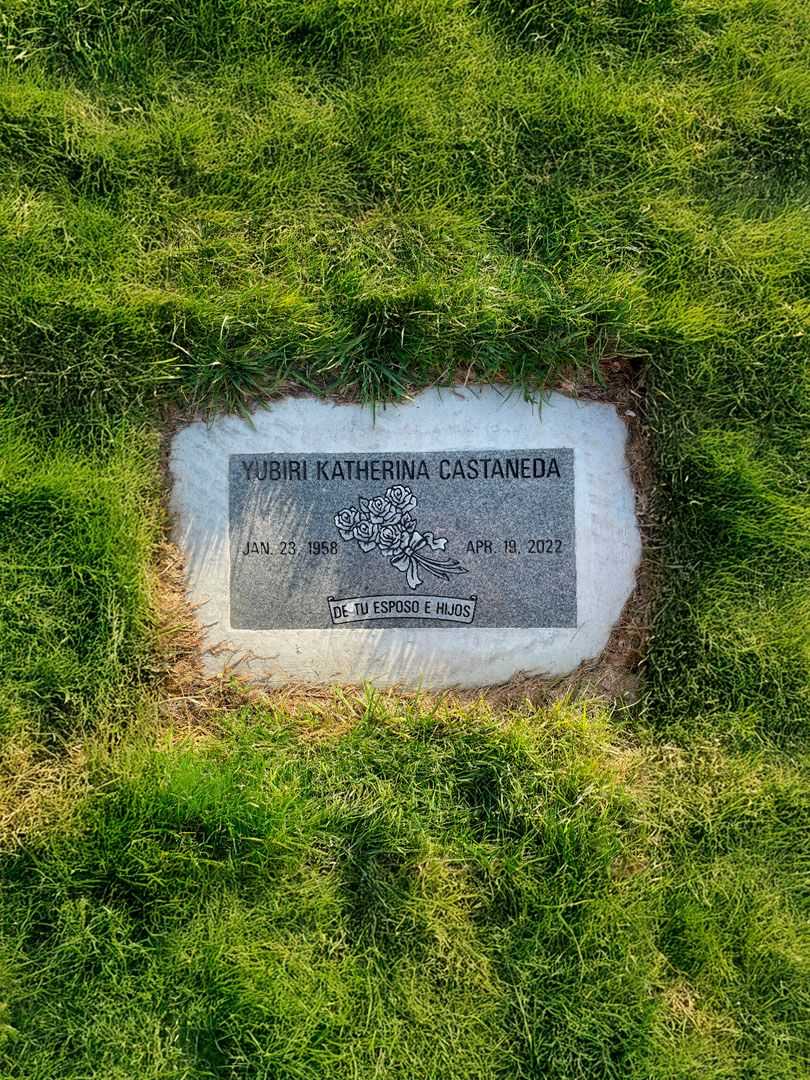 YUBIRI KATHERINA CASTANEDA
JAN. 23, 1958 APR. 19, 2022
DE TU ESPOSO E HIJOS